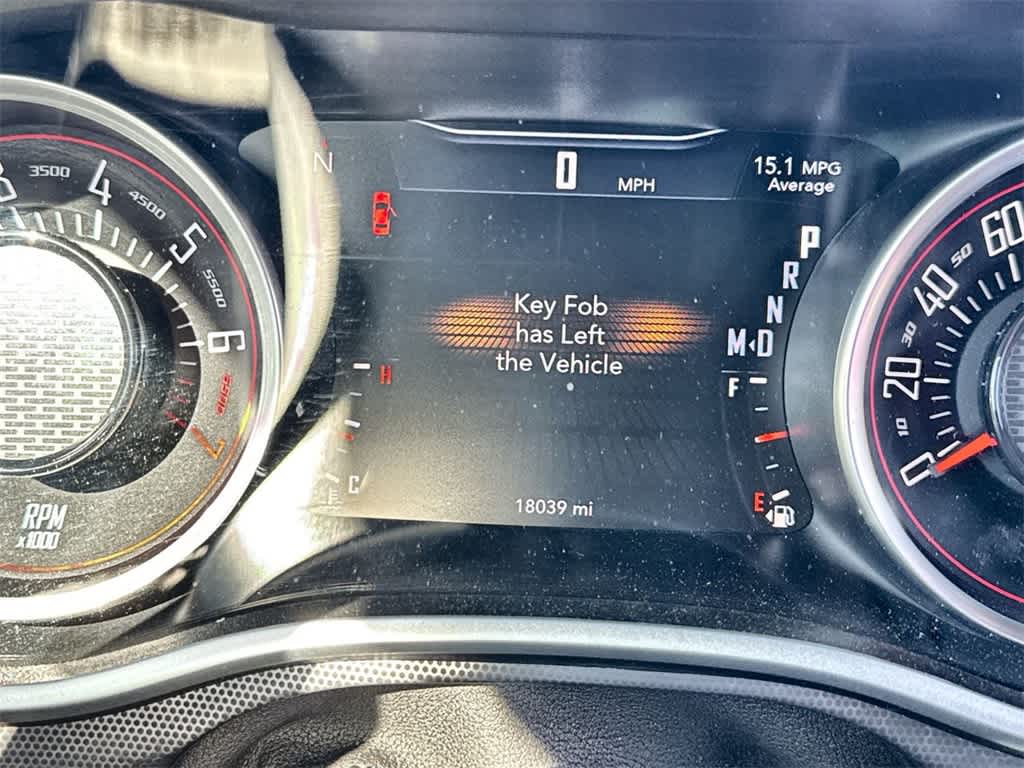 3500
4
4500
5
5500
6
7
RPM
x1000
N
0 MPH
15.1 MPG
Average
P
R
N
M◂D
Key Fob
has Left
the Vehicle
H
C
F
E
18039 mi
60
50
40
30
20
10
0